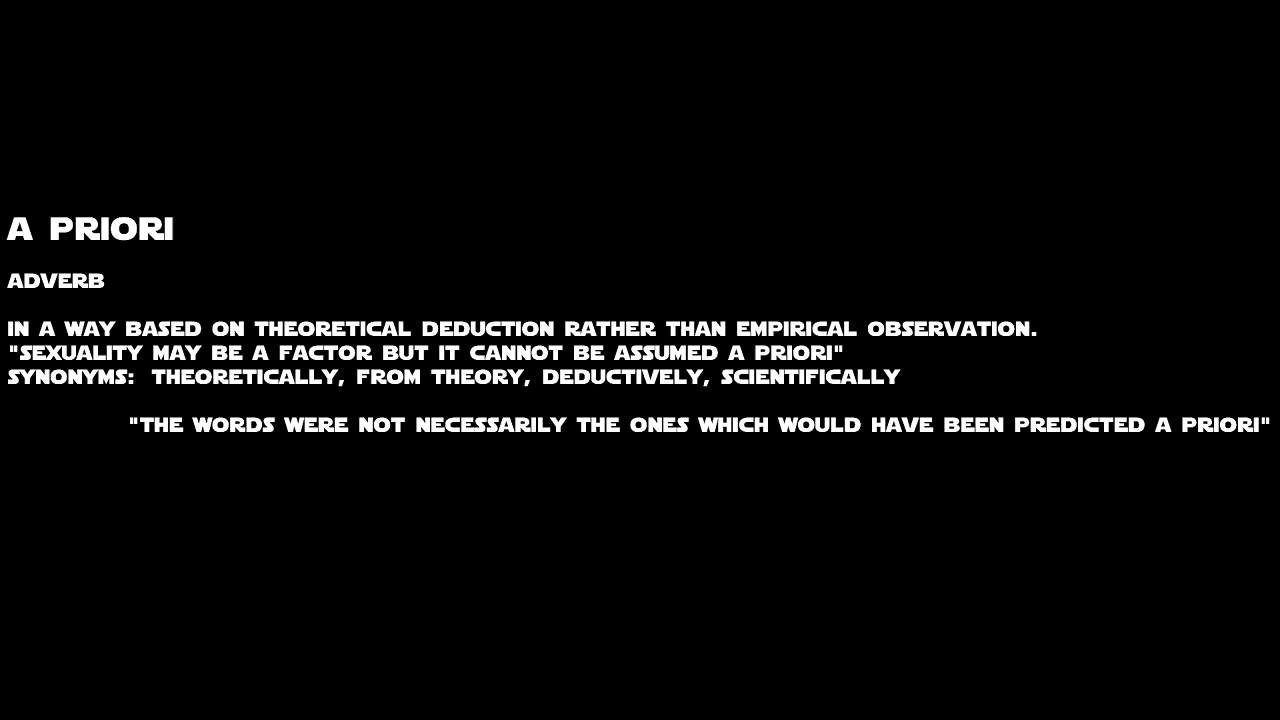 A PRIORI
ADVERB
IN A WAY BASED ON THEORETICAL DEDUCTION RATHER THAN EMPIRICAL OBSERVATION.
"SEXUALITY MAY BE A FACTOR BUT IT CANNOT BE ASSUMED A PRIORI"
SYNONYMS: THEORETICALLY, FROM THEORY, DEDUCTIVELY, SCIENTIFICALLY
"THE WORDS WERE NOT NECESSARILY THE ONES WHICH WOULD HAVE BEEN PREDICTED A PRIORI"